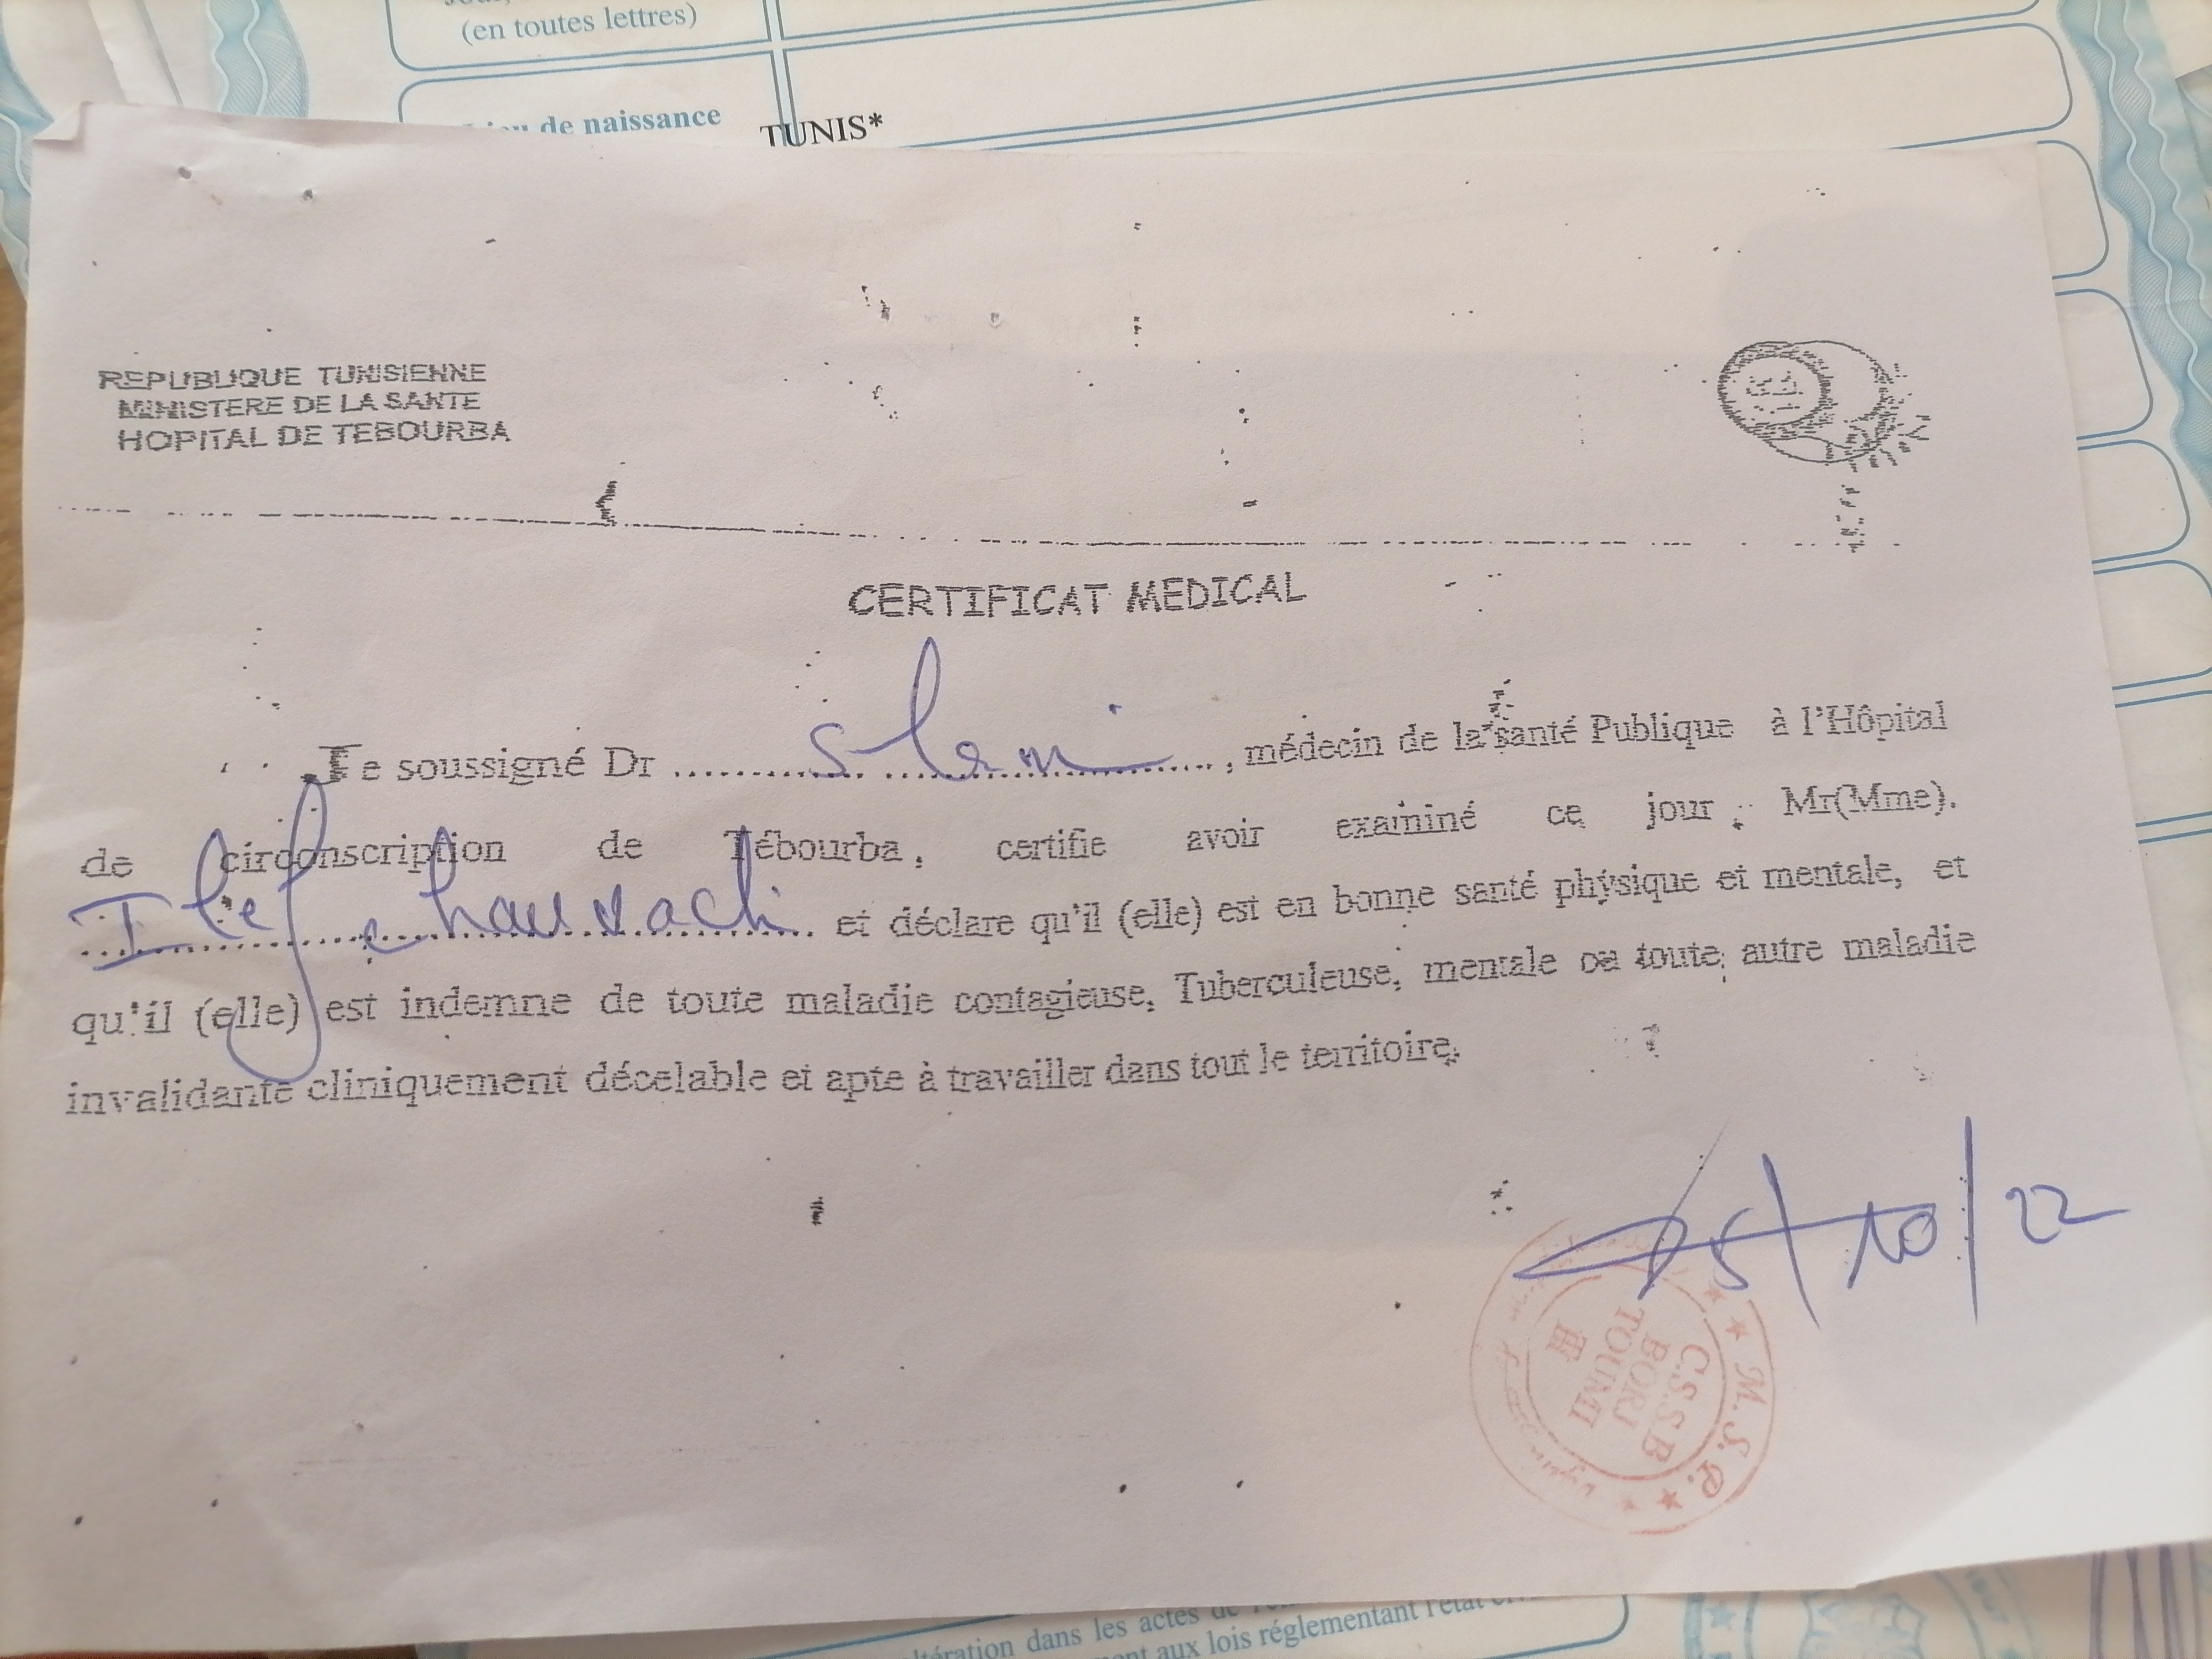 (en toutes lettres)
de naissance
TUNIS*
REPUBLIQUE TUNISIENNE
MINISTERE DE LA SANTE
HOPITAL DE TEBOURBA
CERTIFICAT MEDICAL
Je soussigné Dr ..................................., médecin de la santé Publique à l'Hôpital
de circonscription de Tébourba, certifie avoir examiné ce jour Mr(Mme).
Ilef et déclare qu'il (elle) est en bonne santé physique et mentale, et
qu'il (elle) est indemne de toute maladie contagieuse, Tuberculeuse, mentale ou toute autre maladie
invalidante cliniquement décelable et apte à travailler dans tout le territoire.
/10/22
M.S.P.
C.S.S.B
BORJ
TOUMI
dans les actes de
aux lois réglementant l'état